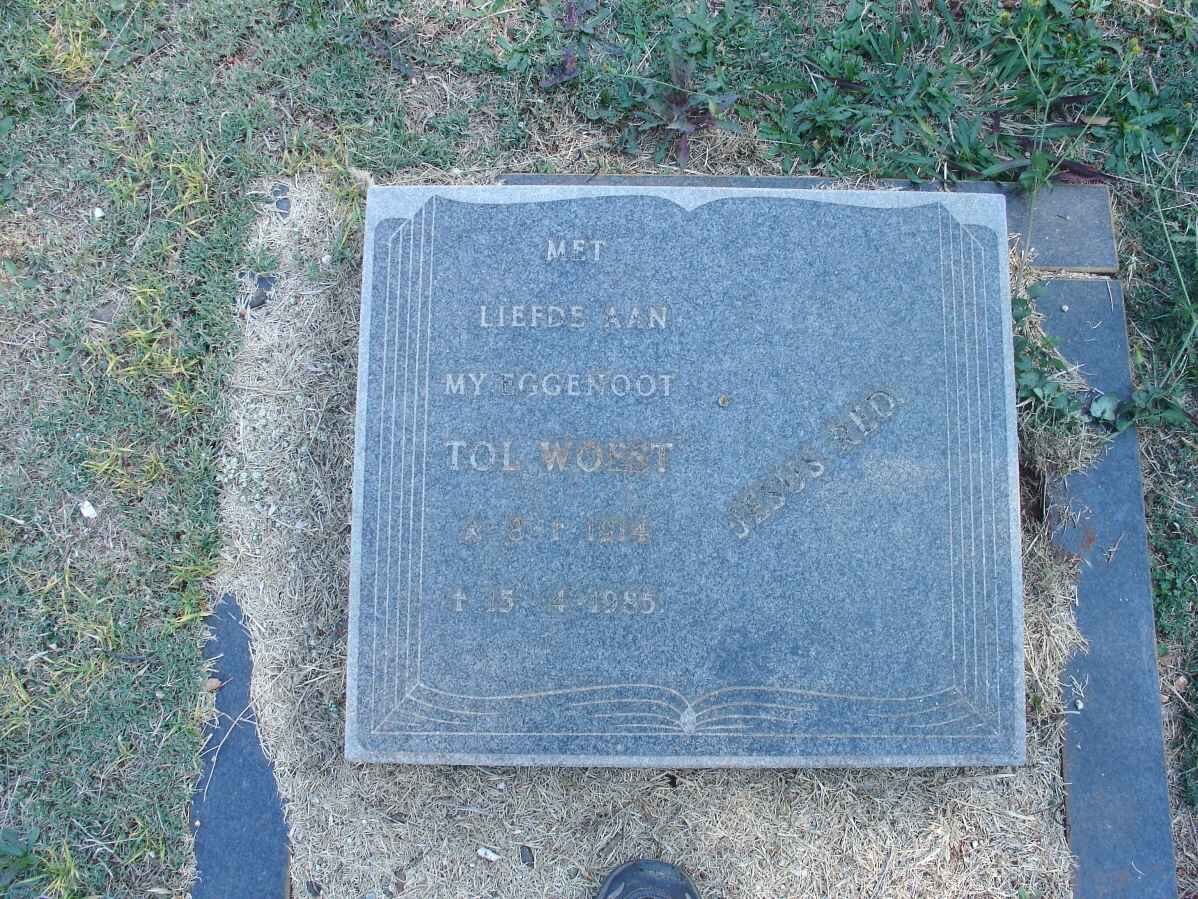 MET
LIEFDE AAN
MY EGGENOOT
TOL WOEST
* 8-1-1914
† 15-4-1985
JESUS RED.